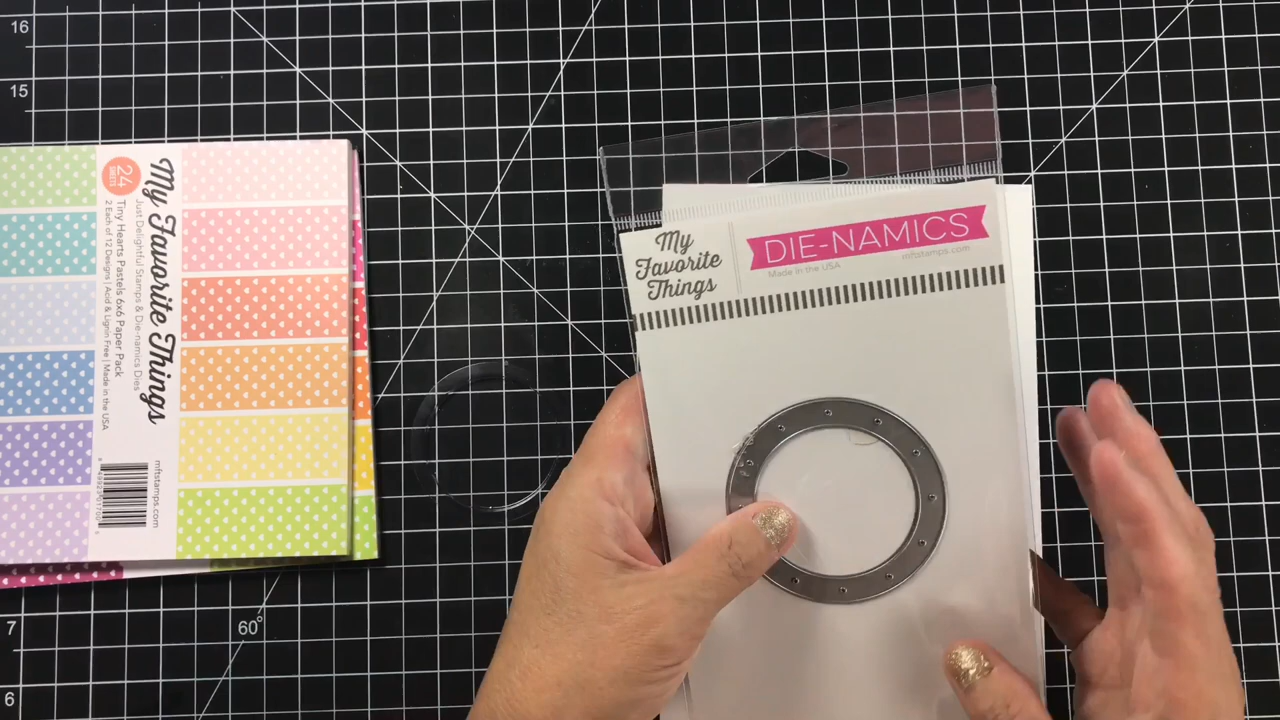 16
15
7
6
60°
My Favorite Things
Just Delightful Stamps & Die-namics Dies
Tiny Hearts Pastels 6x6 Paper Pack
2 Each of 12 Designs | Acid & Lignin Free | Made in the USA
24
SHEETS
mftstamps.com
My
Favorite
Things
DIE-NAMICS
Made in the USA
mftstamps.com